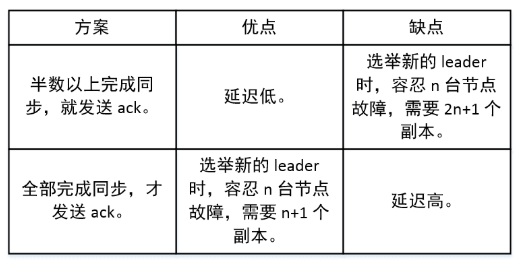 方案
优点
缺点
半数以上完成同
步，就发送 ack。
延迟低。
选举新的 leader
时，容忍 n 台节点
故障，需要 2n+1 个
副本。
全部完成同步，才
发送 ack。
选举新的 leader
时，容忍 n 台节点
故障，需要 n+1 个
副本。
延迟高。